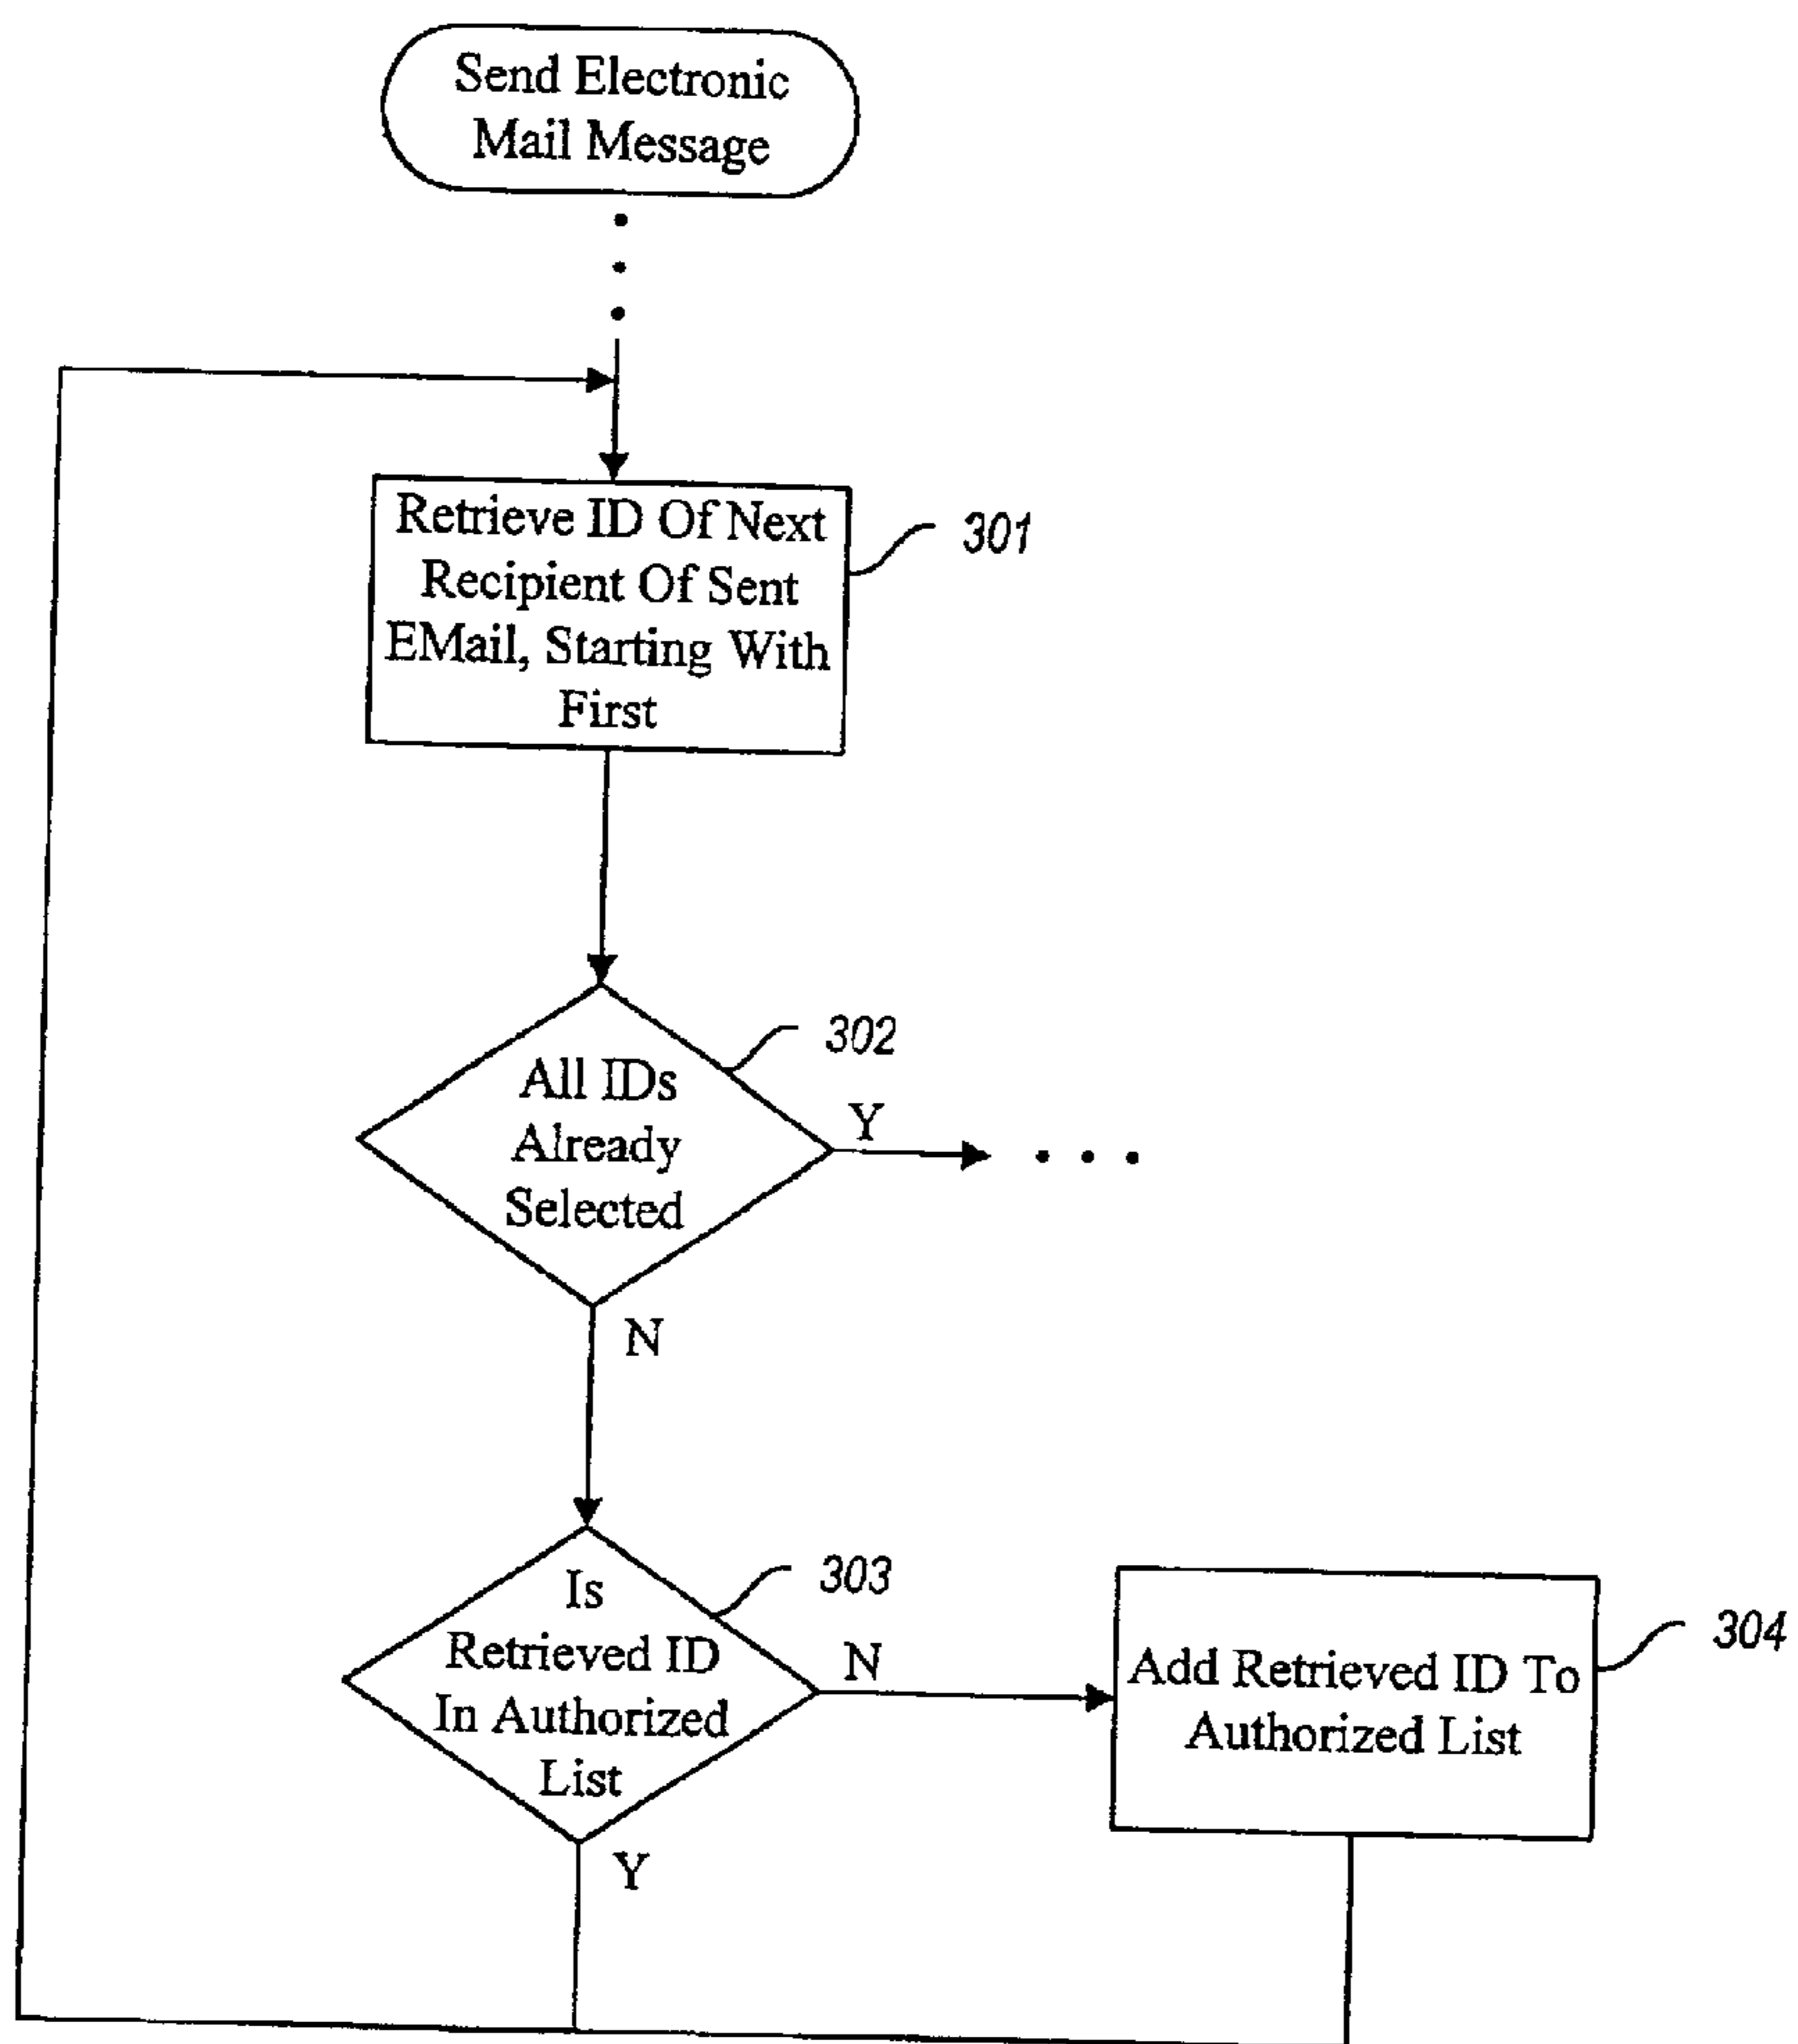 Send Electronic
Mail Message
Retrieve ID Of Next
Recipient Of Sent
EMail, Starting With
First
301
All IDs
Already
Selected
302
Y
N
Is
Retrieved ID
In Authorized
List
303
N
Y
Add Retrieved ID To
Authorized List
304